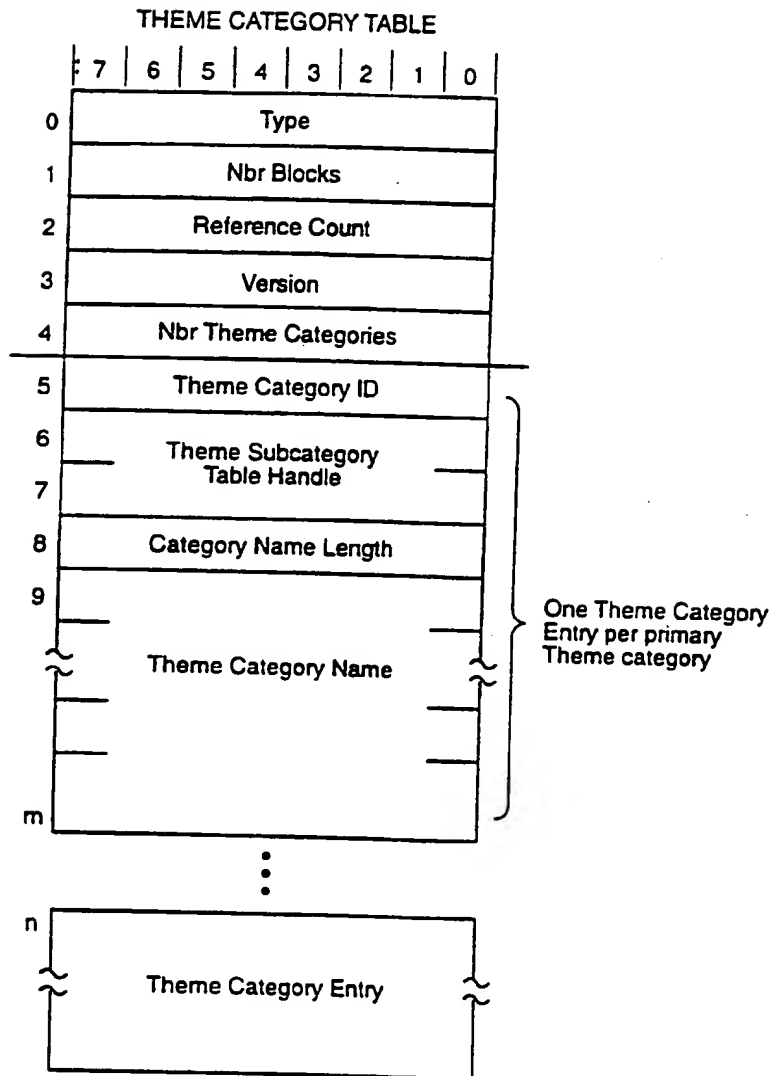 THEME CATEGORY TABLE
7 6 5 4 3 2 1 0
0 Type
1 Nbr Blocks
2 Reference Count
3 Version
4 Nbr Theme Categories
5 Theme Category ID
6
Theme Subcategory
Table Handle
7
8 Category Name Length
9
One Theme Category
Entry per primary
Theme category
Theme Category Name
m
n
Theme Category Entry